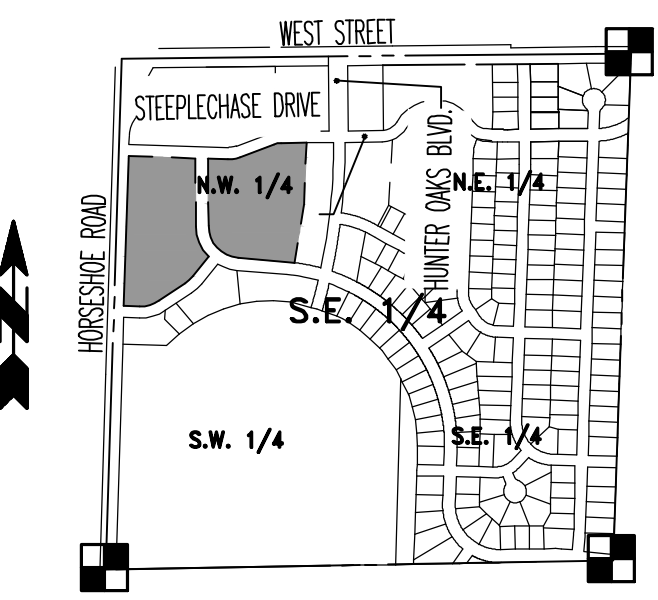 WEST STREET
STEEPLECHASE DRIVE
HUNTER OAKS BLVD.
N.W. 1/4
N.E. 1/4
HORSESHOE ROAD
N
S.E. 1/4
S.W. 1/4
S.E. 1/4